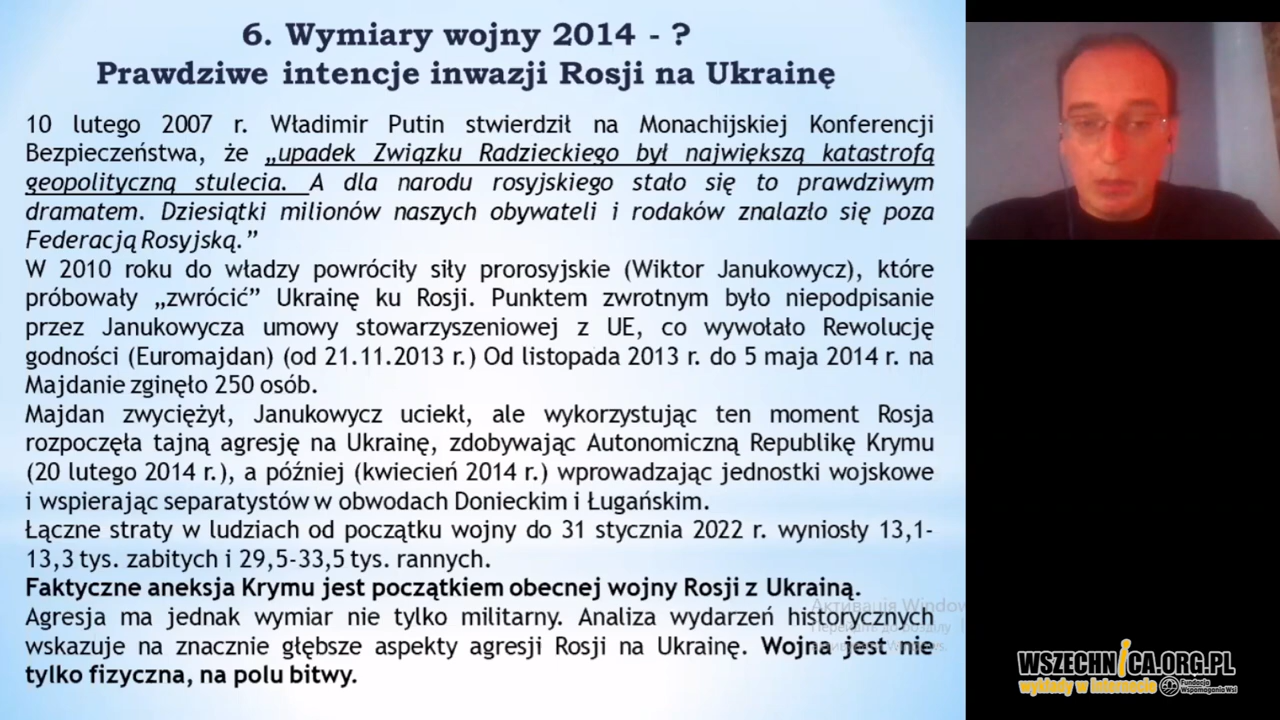 6. Wymiary wojny 2014 - ?
Prawdziwe intencje inwazji Rosji na Ukrainę
10 lutego 2007 r. Władimir Putin stwierdził na Monachijskiej Konferencji
Bezpieczeństwa, że „upadek Związku Radzieckiego był największą katastrofą
geopolityczną stulecia. A dla narodu rosyjskiego stało się to prawdziwym
dramatem. Dziesiątki milionów naszych obywateli i rodaków znalazło się poza
Federacją Rosyjską.”
W 2010 roku do władzy powróciły siły prorosyjskie (Wiktor Janukowycz), które
próbowały „zwrócić” Ukrainę ku Rosji. Punktem zwrotnym było niepodpisanie
przez Janukowycza umowy stowarzyszeniowej z UE, co wywołało Rewolucję
godności (Euromajdan) (od 21.11.2013 r.) Od listopada 2013 r. do 5 maja 2014 r. na
Majdanie zginęło 250 osób.
Majdan zwyciężył, Janukowycz uciekł, ale wykorzystując ten moment Rosja
rozpoczęła tajną agresję na Ukrainę, zdobywając Autonomiczną Republikę Krymu
(20 lutego 2014 r.), a później (kwiecień 2014 r.) wprowadzając jednostki wojskowe
i wspierając separatystów w obwodach Donieckim i Ługańskim.
Łączne straty w ludziach od początku wojny do 31 stycznia 2022 r. wyniosły 13,1-
13,3 tys. zabitych i 29,5-33,5 tys. rannych.
Faktyczne aneksja Krymu jest początkiem obecnej wojny Rosji z Ukrainą.
Agresja ma jednak wymiar nie tylko militarny. Analiza wydarzeń historycznych
wskazuje na znacznie głębsze aspekty agresji Rosji na Ukrainę. Wojna jest nie
tylko fizyczna, na polu bitwy.
Активація Window
Перейдіть до розділу
Windows.
WSZECHNICA.ORG.PL
wykłady w internecie
Fundacja
Wspomagania Wsi